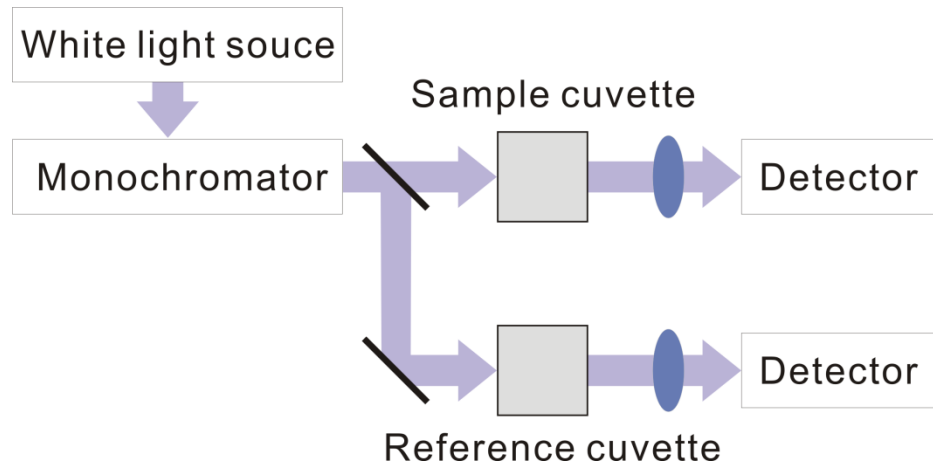 White light souce
Sample cuvette
Monochromator
Detector
Detector
Reference cuvette